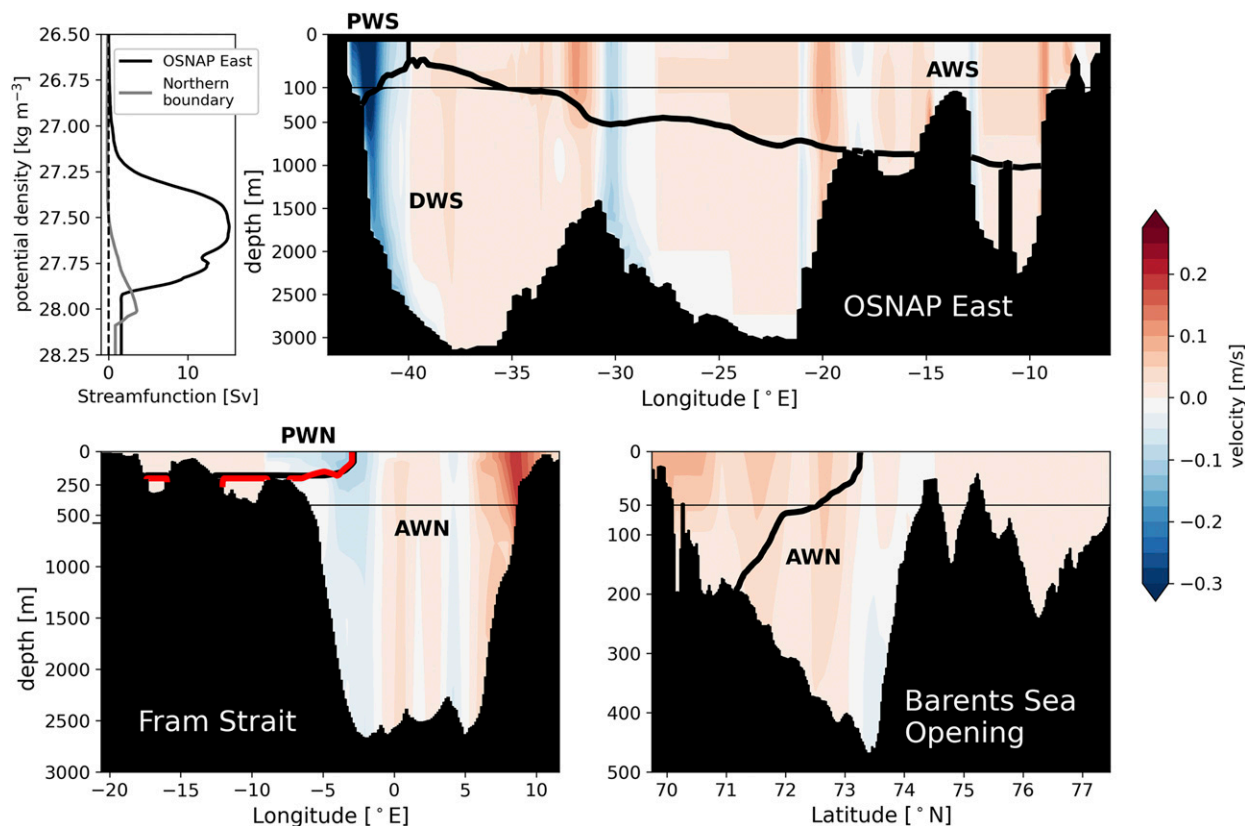 PWS
26.50
26.75
27.00
27.25
27.50
27.75
28.00
28.25
potential density [kg m⁻³]
OSNAP East
Northern
boundary
0
10
Streamfunction [Sv]
0
100
500
1000
1500
2000
2500
3000
depth [m]
AWS
DWS
OSNAP East
−40
−35
−30
−25
−20
−15
−10
Longitude [°E]
0.2
0.1
0.0
−0.1
−0.2
−0.3
velocity [m/s]
PWN
0
250
500
1000
1500
2000
2500
3000
depth [m]
AWN
Fram Strait
−20
−15
−10
−5
0
5
10
Longitude [°E]
0
50
100
200
300
400
500
AWN
Barents Sea
Opening
70
71
72
73
74
75
76
77
Latitude [°N]